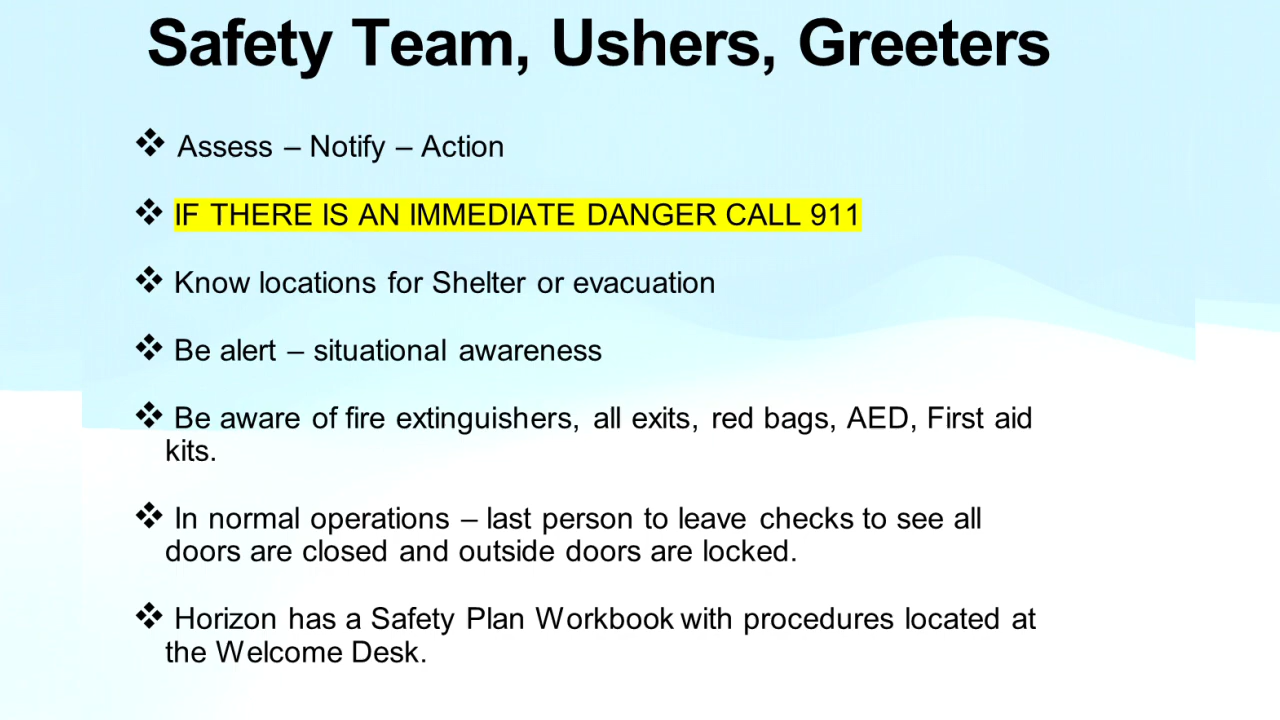 Safety Team, Ushers, Greeters
❖ Assess – Notify – Action
❖ IF THERE IS AN IMMEDIATE DANGER CALL 911
❖ Know locations for Shelter or evacuation
❖ Be alert – situational awareness
❖ Be aware of fire extinguishers, all exits, red bags, AED, First aid
kits.
❖ In normal operations – last person to leave checks to see all
doors are closed and outside doors are locked.
❖ Horizon has a Safety Plan Workbook with procedures located at
the Welcome Desk.